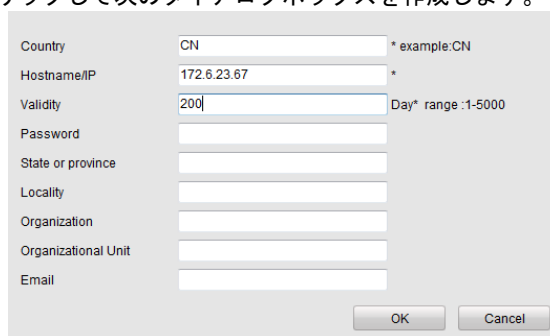 リックして次のダイアログボックスを作成します。
Country CN * example:CN
Hostname/IP 172.6.23.67 *
Validity 200 Day* range :1-5000
Password
State or province
Locality
Organization
Organizational Unit
Email
OK Cancel